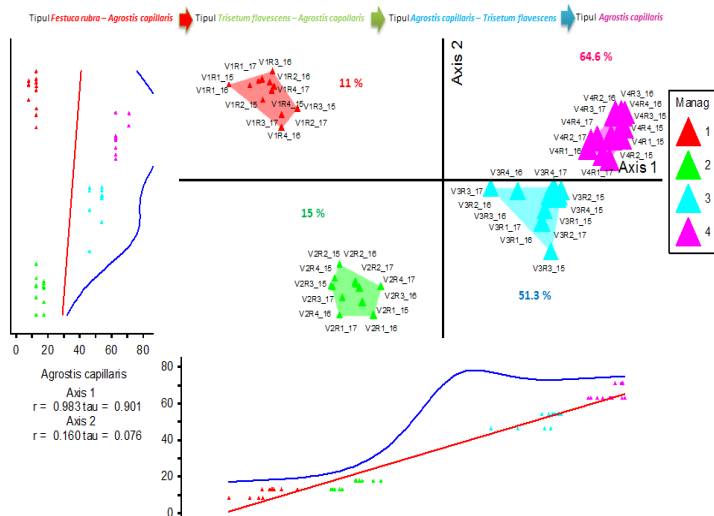 Tipul Festuca rubra – Agrostis capillaris Tipul Trisetum flavescens – Agrostis capollaris Tipul Agrostis capillaris – Trisetum flavescens Tipul Agrostis capillaris
Axis 2
64.6 %
11 %
V1R3_16
V1R1_17
V1R1_15
V1R2_16
V1R1_16
V1R4_17
V1R2_15
V1R4_15
V1R3_15
V1R3_17
V1R2_17
V1R4_16
V4R3_16
V4R2_16
V4R3_17
V4R4_16
V4R3_15
V4R4_17
V4R4_15
V4R2_17
V4R1_15
V4R1_16
V4R2_15
V4R1_17
Axis 1
Manag
1
2
3
4
V3R4_16
V3R4_17
V3R3_17
V3R2_15
V3R2_16
V3R4_15
V3R3_16
V3R1_15
V3R1_17
V3R2_17
V3R1_16
V3R3_15
51.3 %
15 %
V2R2_15
V2R2_16
V2R4_15
V2R2_17
V2R3_15
V2R4_17
V2R3_17
V2R3_16
V2R4_16
V2R1_15
V2R1_17
V2R1_16
0 20 40 60 80
Agrostis capillaris
Axis 1
r = 0.983 tau = 0.901
Axis 2
r = 0.160 tau = 0.076
80
60
40
20
0